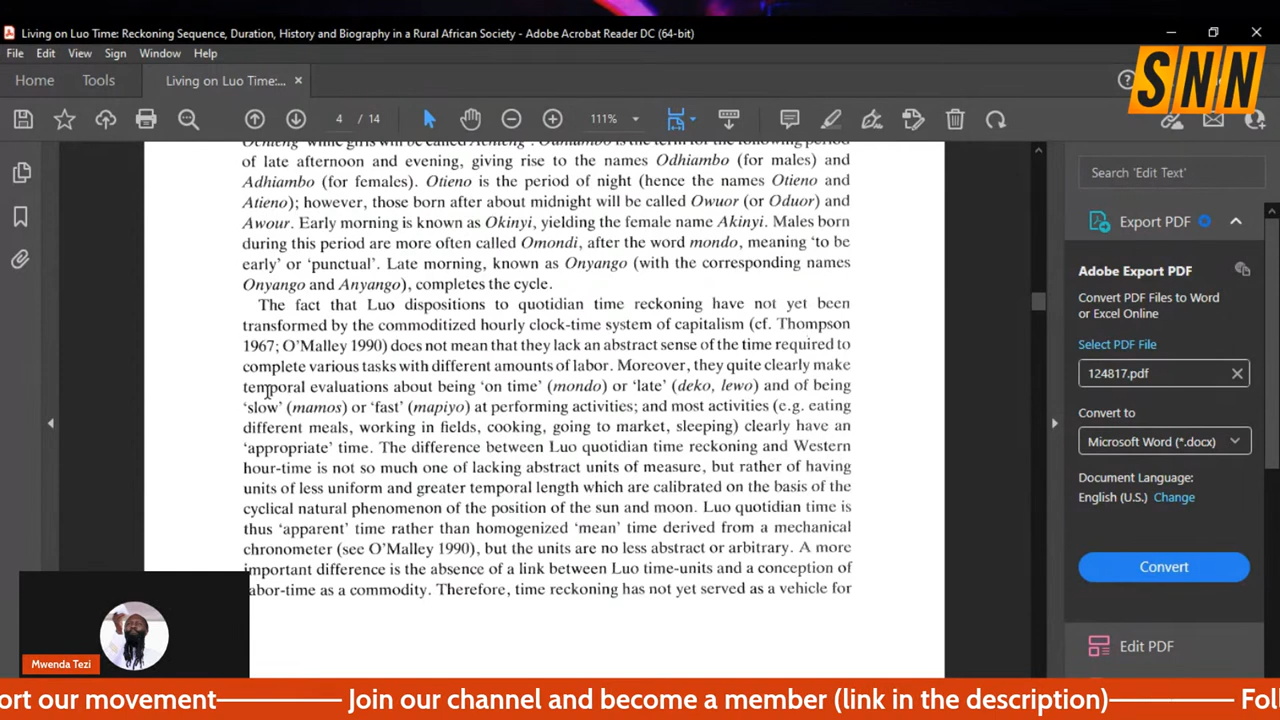 Living on Luo Time: Reckoning Sequence, Duration, History and Biography in a Rural African Society - Adobe Acrobat Reader DC (64-bit)
File Edit View Sign Window Help
Home Tools Living on Luo Time:... ×
SNN
4 / 14 111%
Search 'Edit Text'
Export PDF
Adobe Export PDF
Convert PDF Files to Word
or Excel Online
Select PDF File
124817.pdf
Convert to
Microsoft Word (*.docx)
Document Language:
English (U.S.) Change
Convert
Edit PDF
Ochieng' while girls will be called Achieng'. Odhiambo is the term for the following period
of late afternoon and evening, giving rise to the names Odhiambo (for males) and
Adhiambo (for females). Otieno is the period of night (hence the names Otieno and
Atieno); however, those born after about midnight will be called Owuor (or Oduor) and
Awour. Early morning is known as Okinyi, yielding the female name Akinyi. Males born
during this period are more often called Omondi, after the word mondo, meaning 'to be
early' or 'punctual'. Late morning, known as Onyango (with the corresponding names
Onyango and Anyango), completes the cycle.
The fact that Luo dispositions to quotidian time reckoning have not yet been
transformed by the commoditized hourly clock-time system of capitalism (cf. Thompson
1967; O'Malley 1990) does not mean that they lack an abstract sense of the time required to
complete various tasks with different amounts of labor. Moreover, they quite clearly make
temporal evaluations about being 'on time' (mondo) or 'late' (deko, lewo) and of being
'slow' (mamos) or 'fast' (mapiyo) at performing activities; and most activities (e.g. eating
different meals, working in fields, cooking, going to market, sleeping) clearly have an
'appropriate' time. The difference between Luo quotidian time reckoning and Western
hour-time is not so much one of lacking abstract units of measure, but rather of having
units of less uniform and greater temporal length which are calibrated on the basis of the
cyclical natural phenomenon of the position of the sun and moon. Luo quotidian time is
thus 'apparent' time rather than homogenized 'mean' time derived from a mechanical
chronometer (see O'Malley 1990), but the units are no less abstract or arbitrary. A more
important difference is the absence of a link between Luo time-units and a conception of
labor-time as a commodity. Therefore, time reckoning has not yet served as a vehicle for
Mwenda Tezi
ort our movement Join our channel and become a member (link in the description) Fol